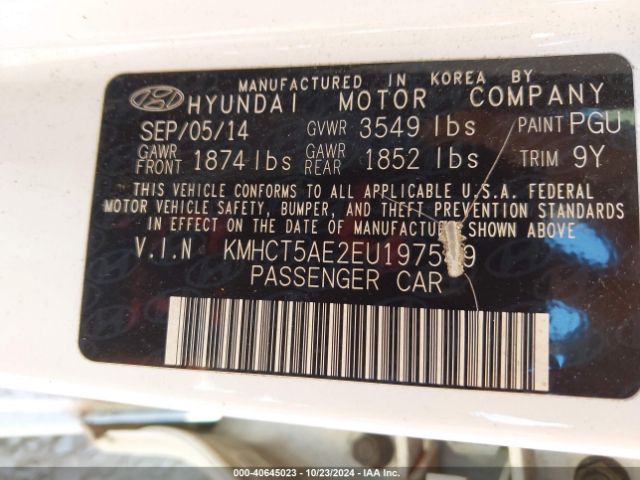 MANUFACTURED IN KOREA BY
HYUNDAI MOTOR COMPANY
SEP/05/14 GVWR 3549 lbs PAINT PGU
GAWR FRONT 1874 lbs GAWR REAR 1852 lbs TRIM 9Y
THIS VEHICLE CONFORMS TO ALL APPLICABLE U.S.A. FEDERAL
MOTOR VEHICLE SAFETY, BUMPER, AND THEFT PREVENTION STANDARDS
IN EFFECT ON THE DATE OF MANUFACTURE SHOWN ABOVE.
V.I.N
PASSENGER CAR
000-40645023 | 10/23/2024 | IAA Inc.